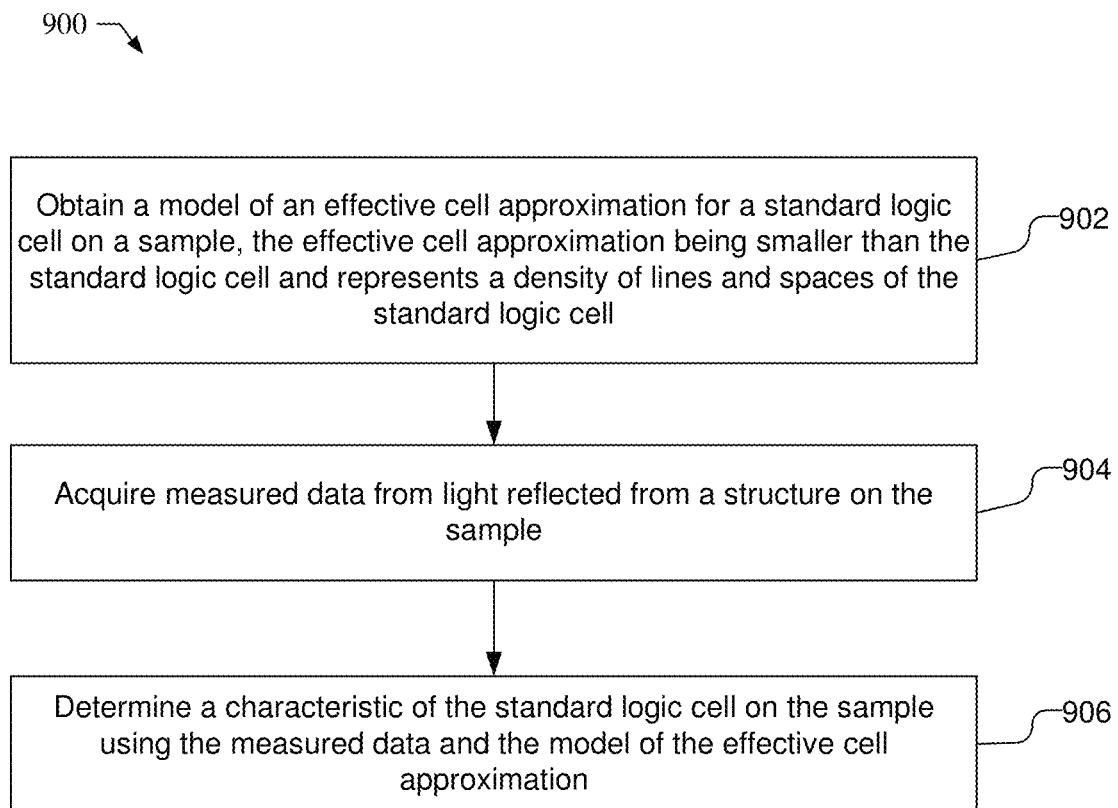 900
Obtain a model of an effective cell approximation for a standard logic
cell on a sample, the effective cell approximation being smaller than the
standard logic cell and represents a density of lines and spaces of the
standard logic cell
902
Acquire measured data from light reflected from a structure on the
sample
904
Determine a characteristic of the standard logic cell on the sample
using the measured data and the model of the effective cell
approximation
906